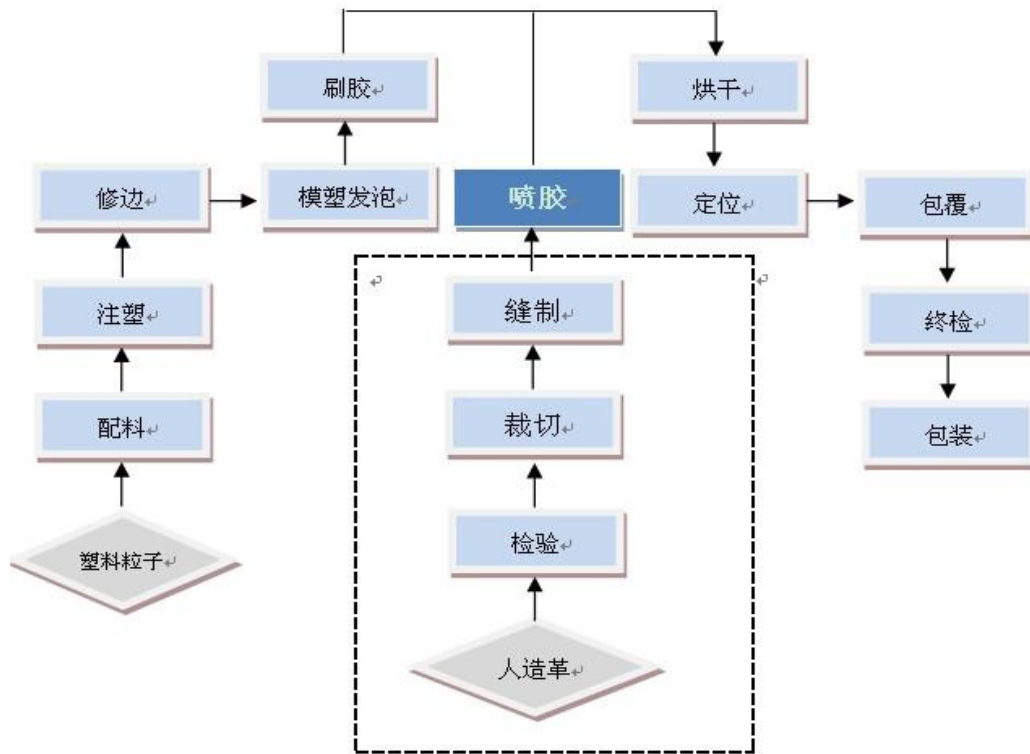 刷胶
烘干
修边
模塑发泡
喷胶
定位
包覆
注塑
缝制
终检
配料
裁切
包装
塑料粒子
检验
人造革